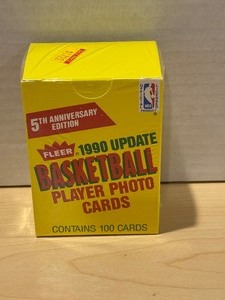 5TH ANNIVERSARY
EDITION
FLEER 1990 UPDATE
BASKETBALL
PLAYER PHOTO
CARDS
CONTAINS 100 CARDS